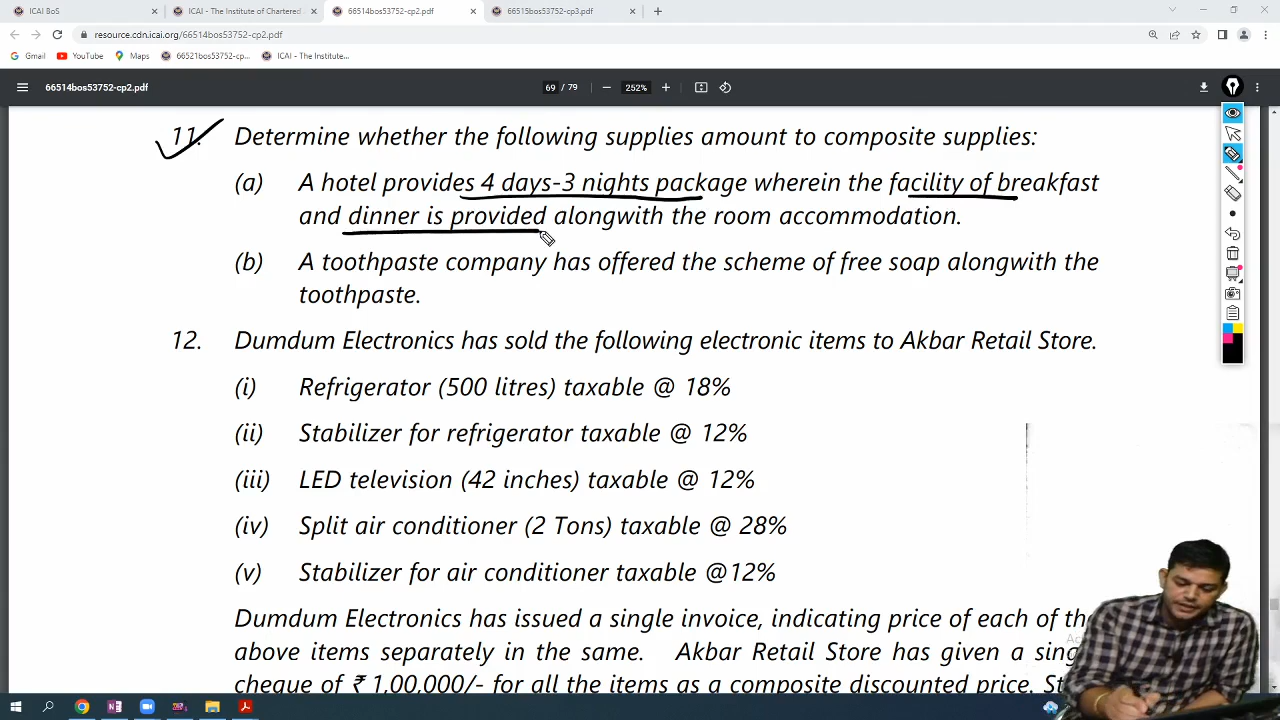 ICAI BoS
ICAI - The Institute of Chartered
66514bos53752-cp2.pdf
66515bos53752-cp3.pdf
resource.cdn.icai.org/66514bos53752-cp2.pdf
Gmail YouTube Maps 66521bos53752-cp... ICAI - The Institute...
66514bos53752-cp2.pdf 69 / 79 252%
11. Determine whether the following supplies amount to composite supplies:
(a) A hotel provides 4 days-3 nights package wherein the facility of breakfast
and dinner is provided alongwith the room accommodation.
(b) A toothpaste company has offered the scheme of free soap alongwith the
toothpaste.
12. Dumdum Electronics has sold the following electronic items to Akbar Retail Store.
(i) Refrigerator (500 litres) taxable @ 18%
(ii) Stabilizer for refrigerator taxable @ 12%
(iii) LED television (42 inches) taxable @ 12%
(iv) Split air conditioner (2 Tons) taxable @ 28%
(v) Stabilizer for air conditioner taxable @12%
Dumdum Electronics has issued a single invoice, indicating price of each of the
above items separately in the same. Akbar Retail Store has given a sing
cheque of ₹ 1,00,000/- for all the items as a composite discounted price. St